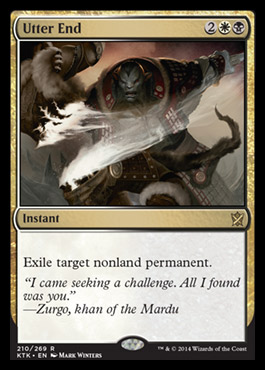 Utter End 2
Instant
Exile target nonland permanent.
“I came seeking a challenge. All I found
was you.”
—Zurgo, khan of the Mardu
210/269 R
KTK • EN MARK WINTERS
™ & © 2014 Wizards of the Coast